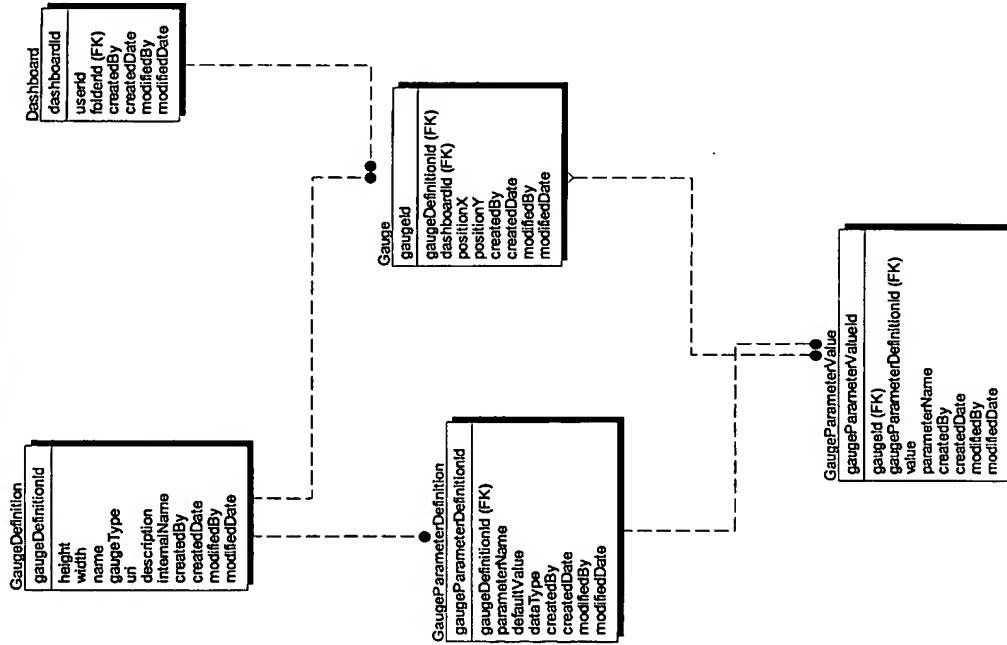 Dashboard
dashboardId
userId
folderId (FK)
createdBy
createdDate
modifiedBy
modifiedDate
Gauge
gaugeId
gaugeDefinitionId (FK)
dashboardId (FK)
positionX
positionY
createdBy
createdDate
modifiedBy
modifiedDate
GaugeDefinition
gaugeDefinitionId
height
width
name
gaugeType
uri
description
internalName
createdBy
createdDate
modifiedBy
modifiedDate
GaugeParameterDefinition
gaugeParameterDefinitionId
gaugeDefinitionId (FK)
parameterName
defaultValue
dataType
createdBy
createdDate
modifiedBy
modifiedDate
GaugeParameterValue
gaugeParameterValueId
gaugeId (FK)
gaugeParameterDefinitionId (FK)
value
parameterName
createdBy
createdDate
modifiedBy
modifiedDate